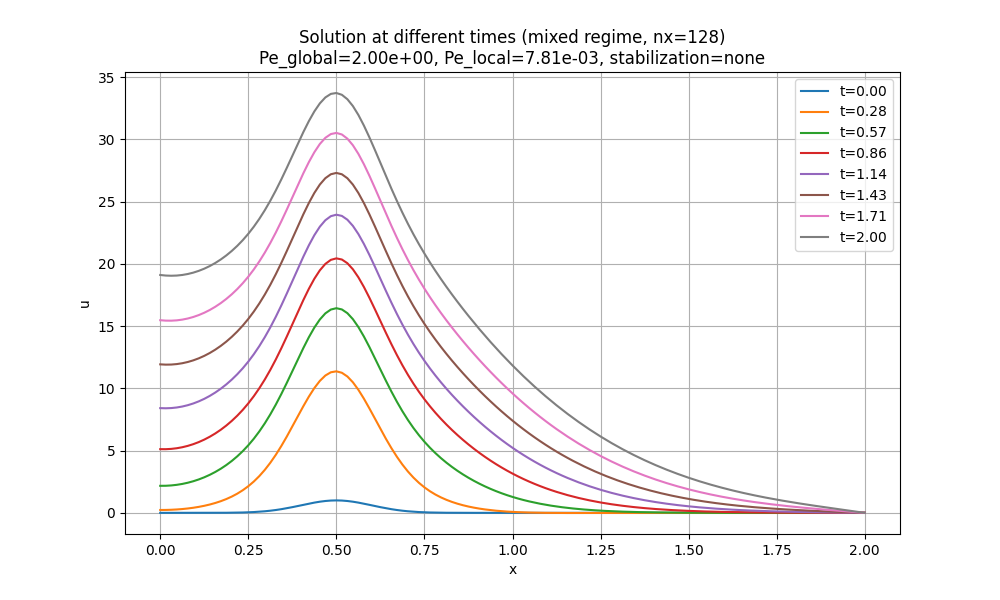 Solution at different times (mixed regime, nx=128)
Pe_global=2.00e+00, Pe_local=7.81e-03, stabilization=none
35
30
25
20
15
10
5
0
u
t=0.00
t=0.28
t=0.57
t=0.86
t=1.14
t=1.43
t=1.71
t=2.00
0.00
0.25
0.50
0.75
1.00
1.25
1.50
1.75
2.00
x